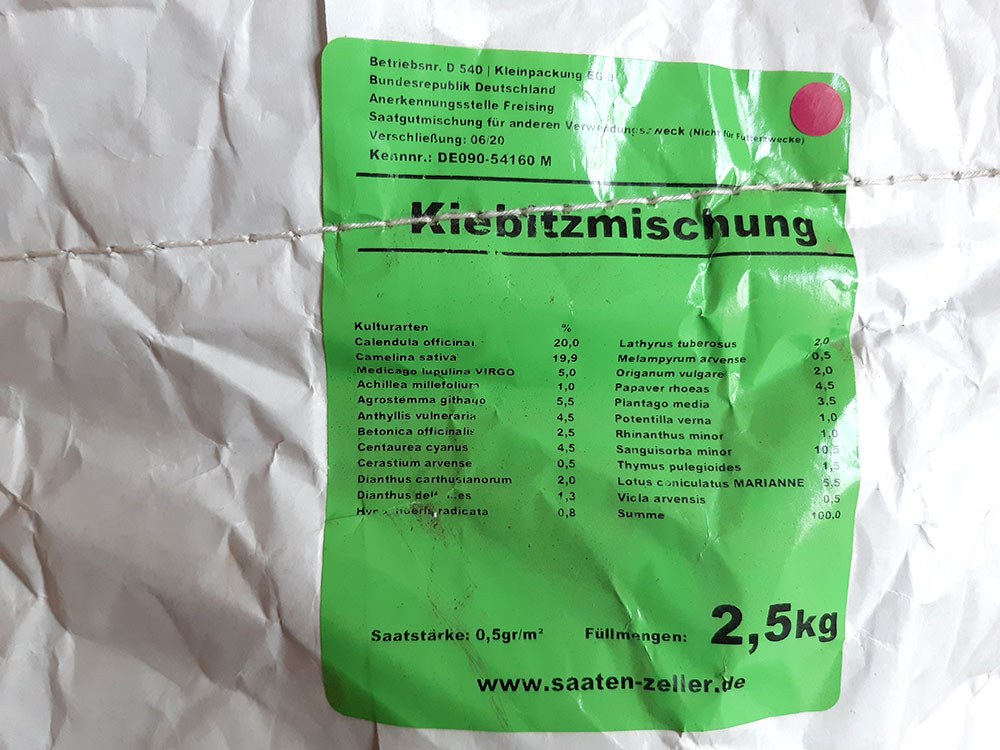 Betriebsnr. D 540 | Kleinpackung EG B
Bundesrepublik Deutschland
Anerkennungsstelle Freising
Saatgutmischung für anderen Verwendungszweck (Nicht für Futterzwecke)
Verschließung: 06/20
Kennnr.: DE090-54160 M
Kiebitzmischung
Kulturarten %
Calendula officinal 20,0
Camelina sativa 19,9
Medicago lupulina VIRGO 5,0
Achillea millefolium 1,0
Agrostemma githago 5,5
Anthyllis vulneraria 4,5
Betonica officinalis 2,5
Centaurea cyanus 4,5
Cerastium arvense 0,5
Dianthus carthusianorum 2,0
Dianthus 1,3
radicata 0,8
Lathyrus tuberosus 2,0
Melampyrum arvense 0,5
Origanum vulgare 2,0
Papaver rhoeas 4,5
Plantago media 3,5
Potentilla verna 1,0
Rhinanthus minor 1,0
Sanguisorba minor 10,5
Thymus pulegioides 1,5
Lotus corniculatus MARIANNE 5,5
Vicia arvensis 0,5
Summe 100,0
Saatstärke: 0,5gr/m² Füllmengen: 2,5kg
www.saaten-zeller.de